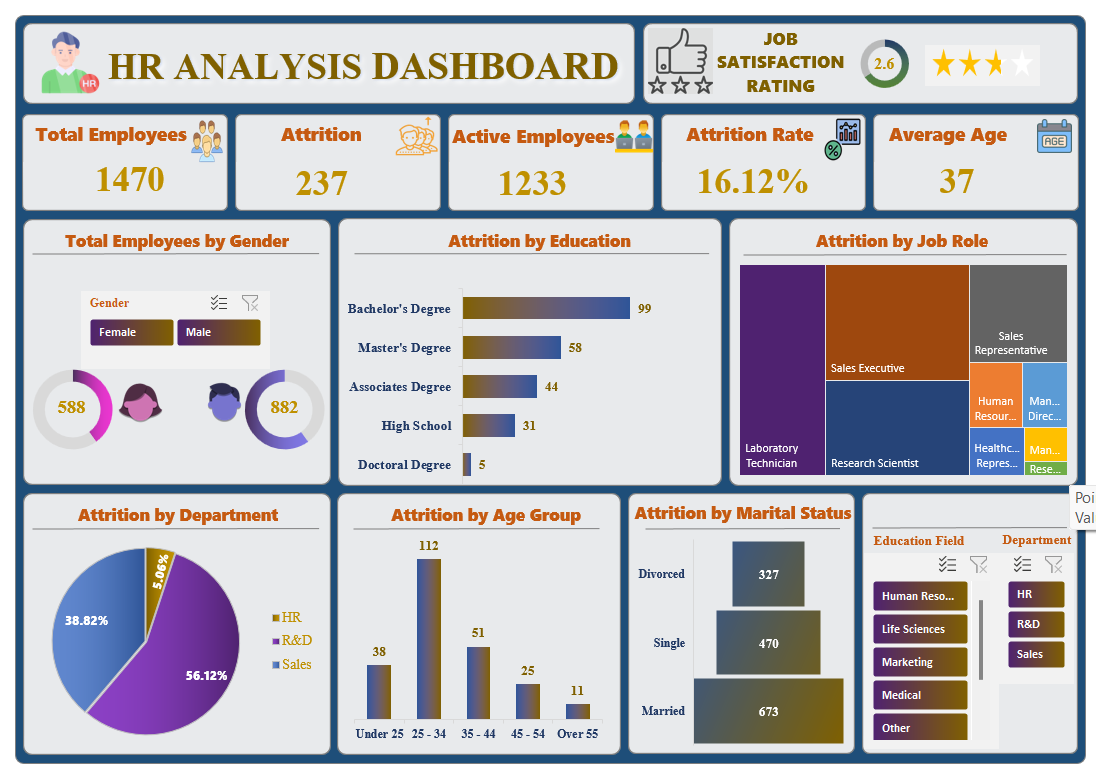 HR ANALYSIS DASHBOARD
HR
JOB
SATISFACTION
RATING
2.6
Total Employees
1470
Attrition
237
Active Employees
1233
Attrition Rate
%
16.12%
Average Age
AGE
37
Total Employees by Gender
Gender
Female
Male
588
882
Attrition by Education
Bachelor's Degree
99
Master's Degree
58
Associates Degree
44
High School
31
Doctoral Degree
5
Attrition by Job Role
Laboratory
Technician
Sales Executive
Research Scientist
Sales
Representative
Human
Resour...
Man...
Direc...
Healthc...
Repres...
Man...
Rese...
Poi
Val
Attrition by Department
5.06%
38.82%
56.12%
HR
R&D
Sales
Attrition by Age Group
38
112
51
25
11
Under 25
25 - 34
35 - 44
45 - 54
Over 55
Attrition by Marital Status
Divorced
327
Single
470
Married
673
Education Field
Human Reso...
Life Sciences
Marketing
Medical
Other
Department
HR
R&D
Sales